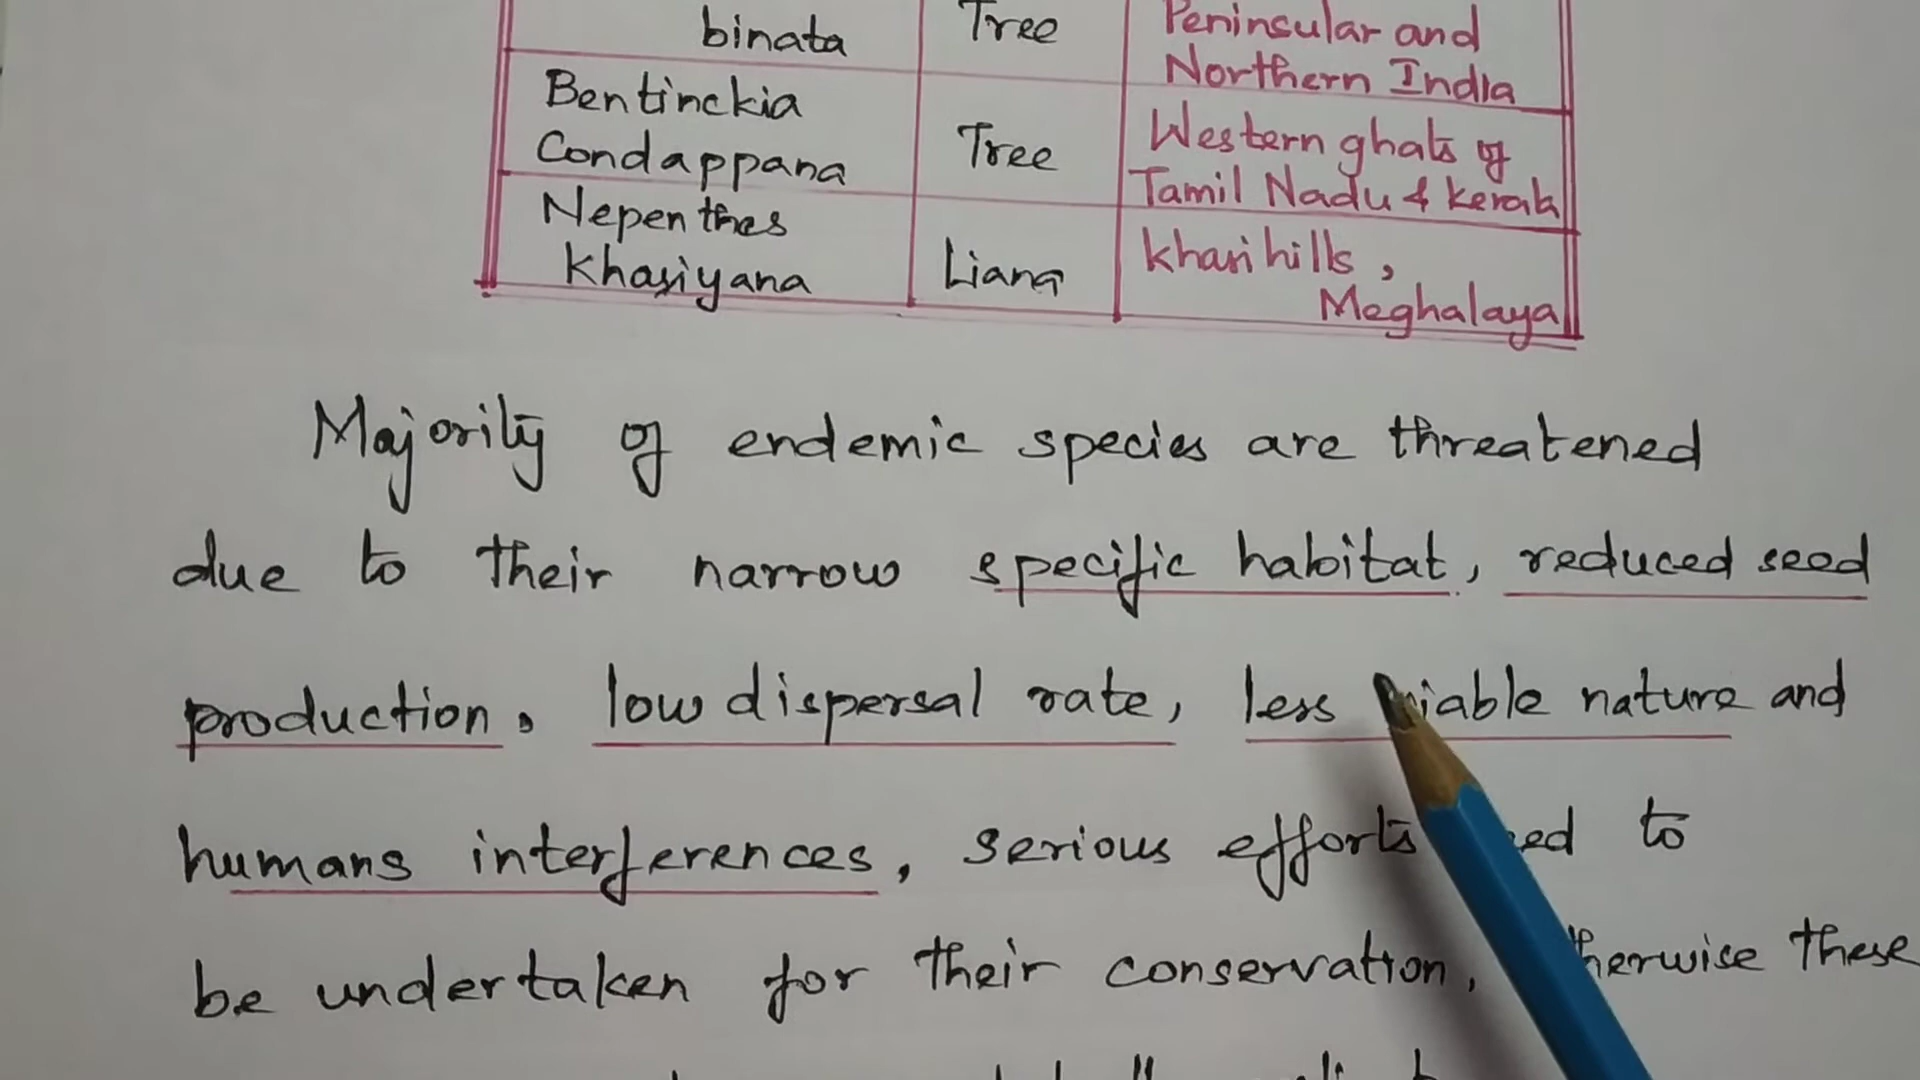 binata Tree Peninsular and
Northern India
Bentinckia
Condappana Tree Western ghats of
Tamil Nadu & Kerala
Nepenthes
Khasiyana Liana Khasi hills,
Meghalaya
Majority of endemic species are threatened
due to their narrow specific habitat, reduced seed
production, low dispersal rate, less viable nature and
humans interferences, serious efforts need to
be undertaken for their conservation, otherwise these